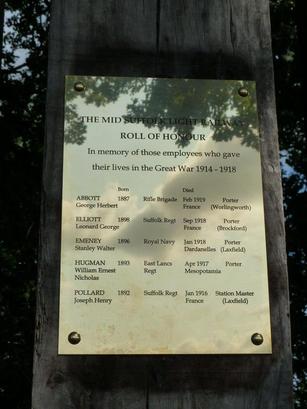 THE MID SUFFOLK LIGHT RAILWAY
ROLL OF HONOUR
In memory of those employees who gave
their lives in the Great War 1914 - 1918
Born Died
ABBOTT 1887 Rifle Brigade Feb 1919 Porter
George Herbert France (Worlingworth)
ELLIOTT 1898 Suffolk Regt Sep 1918 Porter
Leonard George France (Brockford)
EMENEY 1896 Royal Navy Jan 1918 Porter
Stanley Walter Dardanelles (Laxfield)
HUGMAN 1893 East Lancs Apr 1917 Porter
William Ernest Regt Mesopotamia
Nicholas
POLLARD 1892 Suffolk Regt Jan 1916 Station Master
Joseph Henry France (Laxfield)